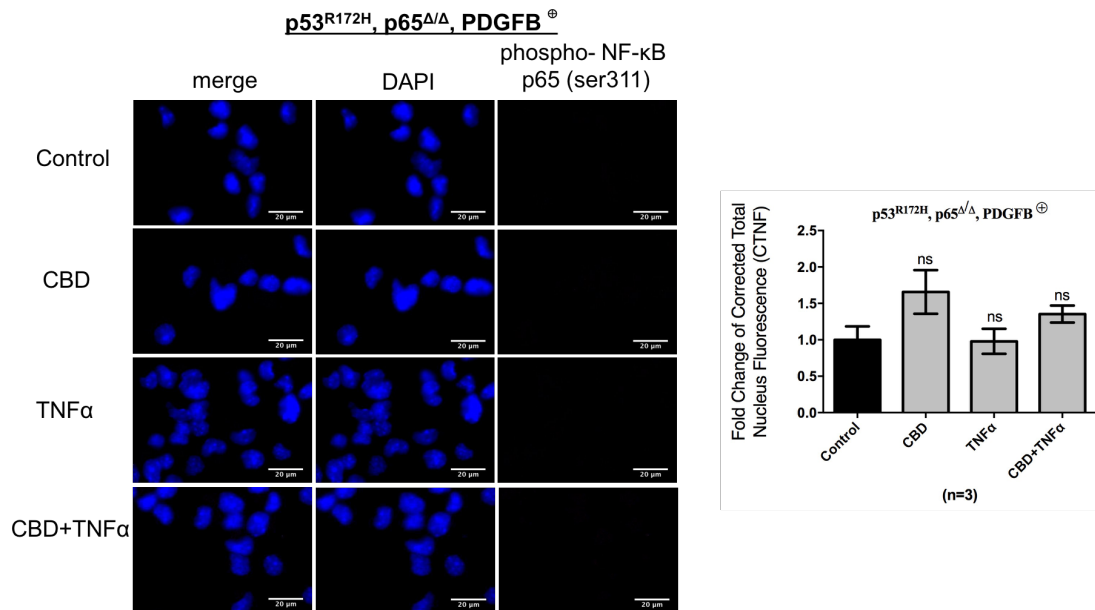 p53R172H, p65Δ/Δ, PDGFB ⊕
merge
DAPI
phospho- NF-κB
p65 (ser311)
Control
20 μm
20 μm
20 μm
CBD
20 μm
20 μm
20 μm
TNFα
20 μm
20 μm
20 μm
CBD+TNFα
20 μm
20 μm
20 μm
p53R172H, p65Δ/Δ, PDGFB ⊕
Fold Change of Corrected Total
Nucleus Fluorescence (CTNF)
2.5
2.0
1.5
1.0
0.5
0.0
ns
ns
ns
Control
CBD
TNFα
CBD+TNFα
(n=3)